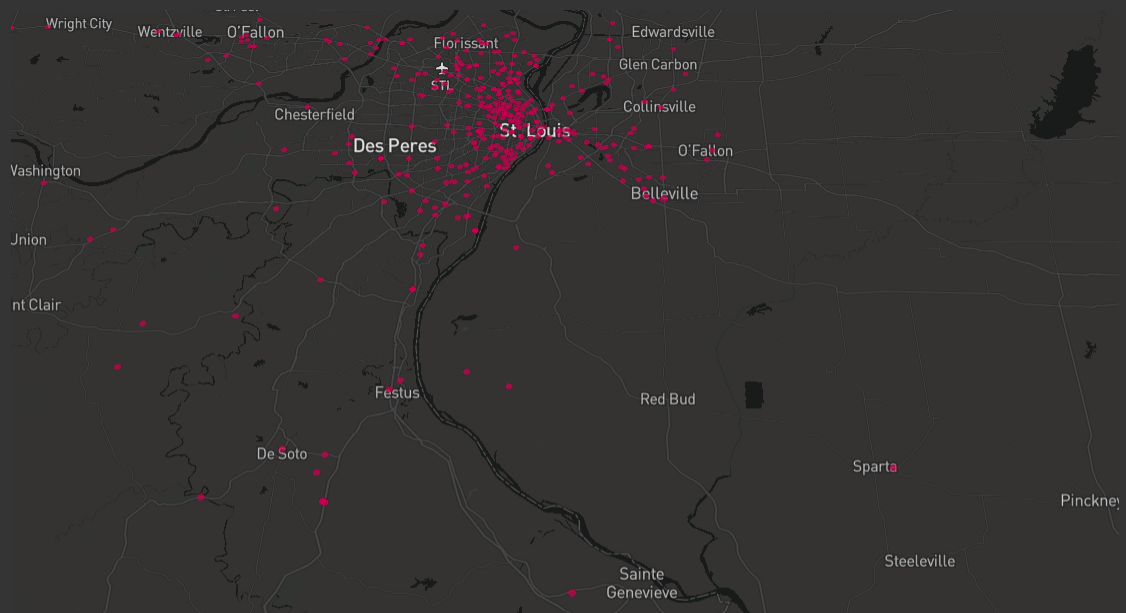 Wright City
Wentzville
O'Fallon
Florissant
Edwardsville
STL
Glen Carbon
Chesterfield
Collinsville
St. Louis
Des Peres
O'Fallon
Washington
Belleville
Union
nt Clair
Festus
Red Bud
De Soto
Sparta
Pinckney
Steeleville
Sainte
Genevieve